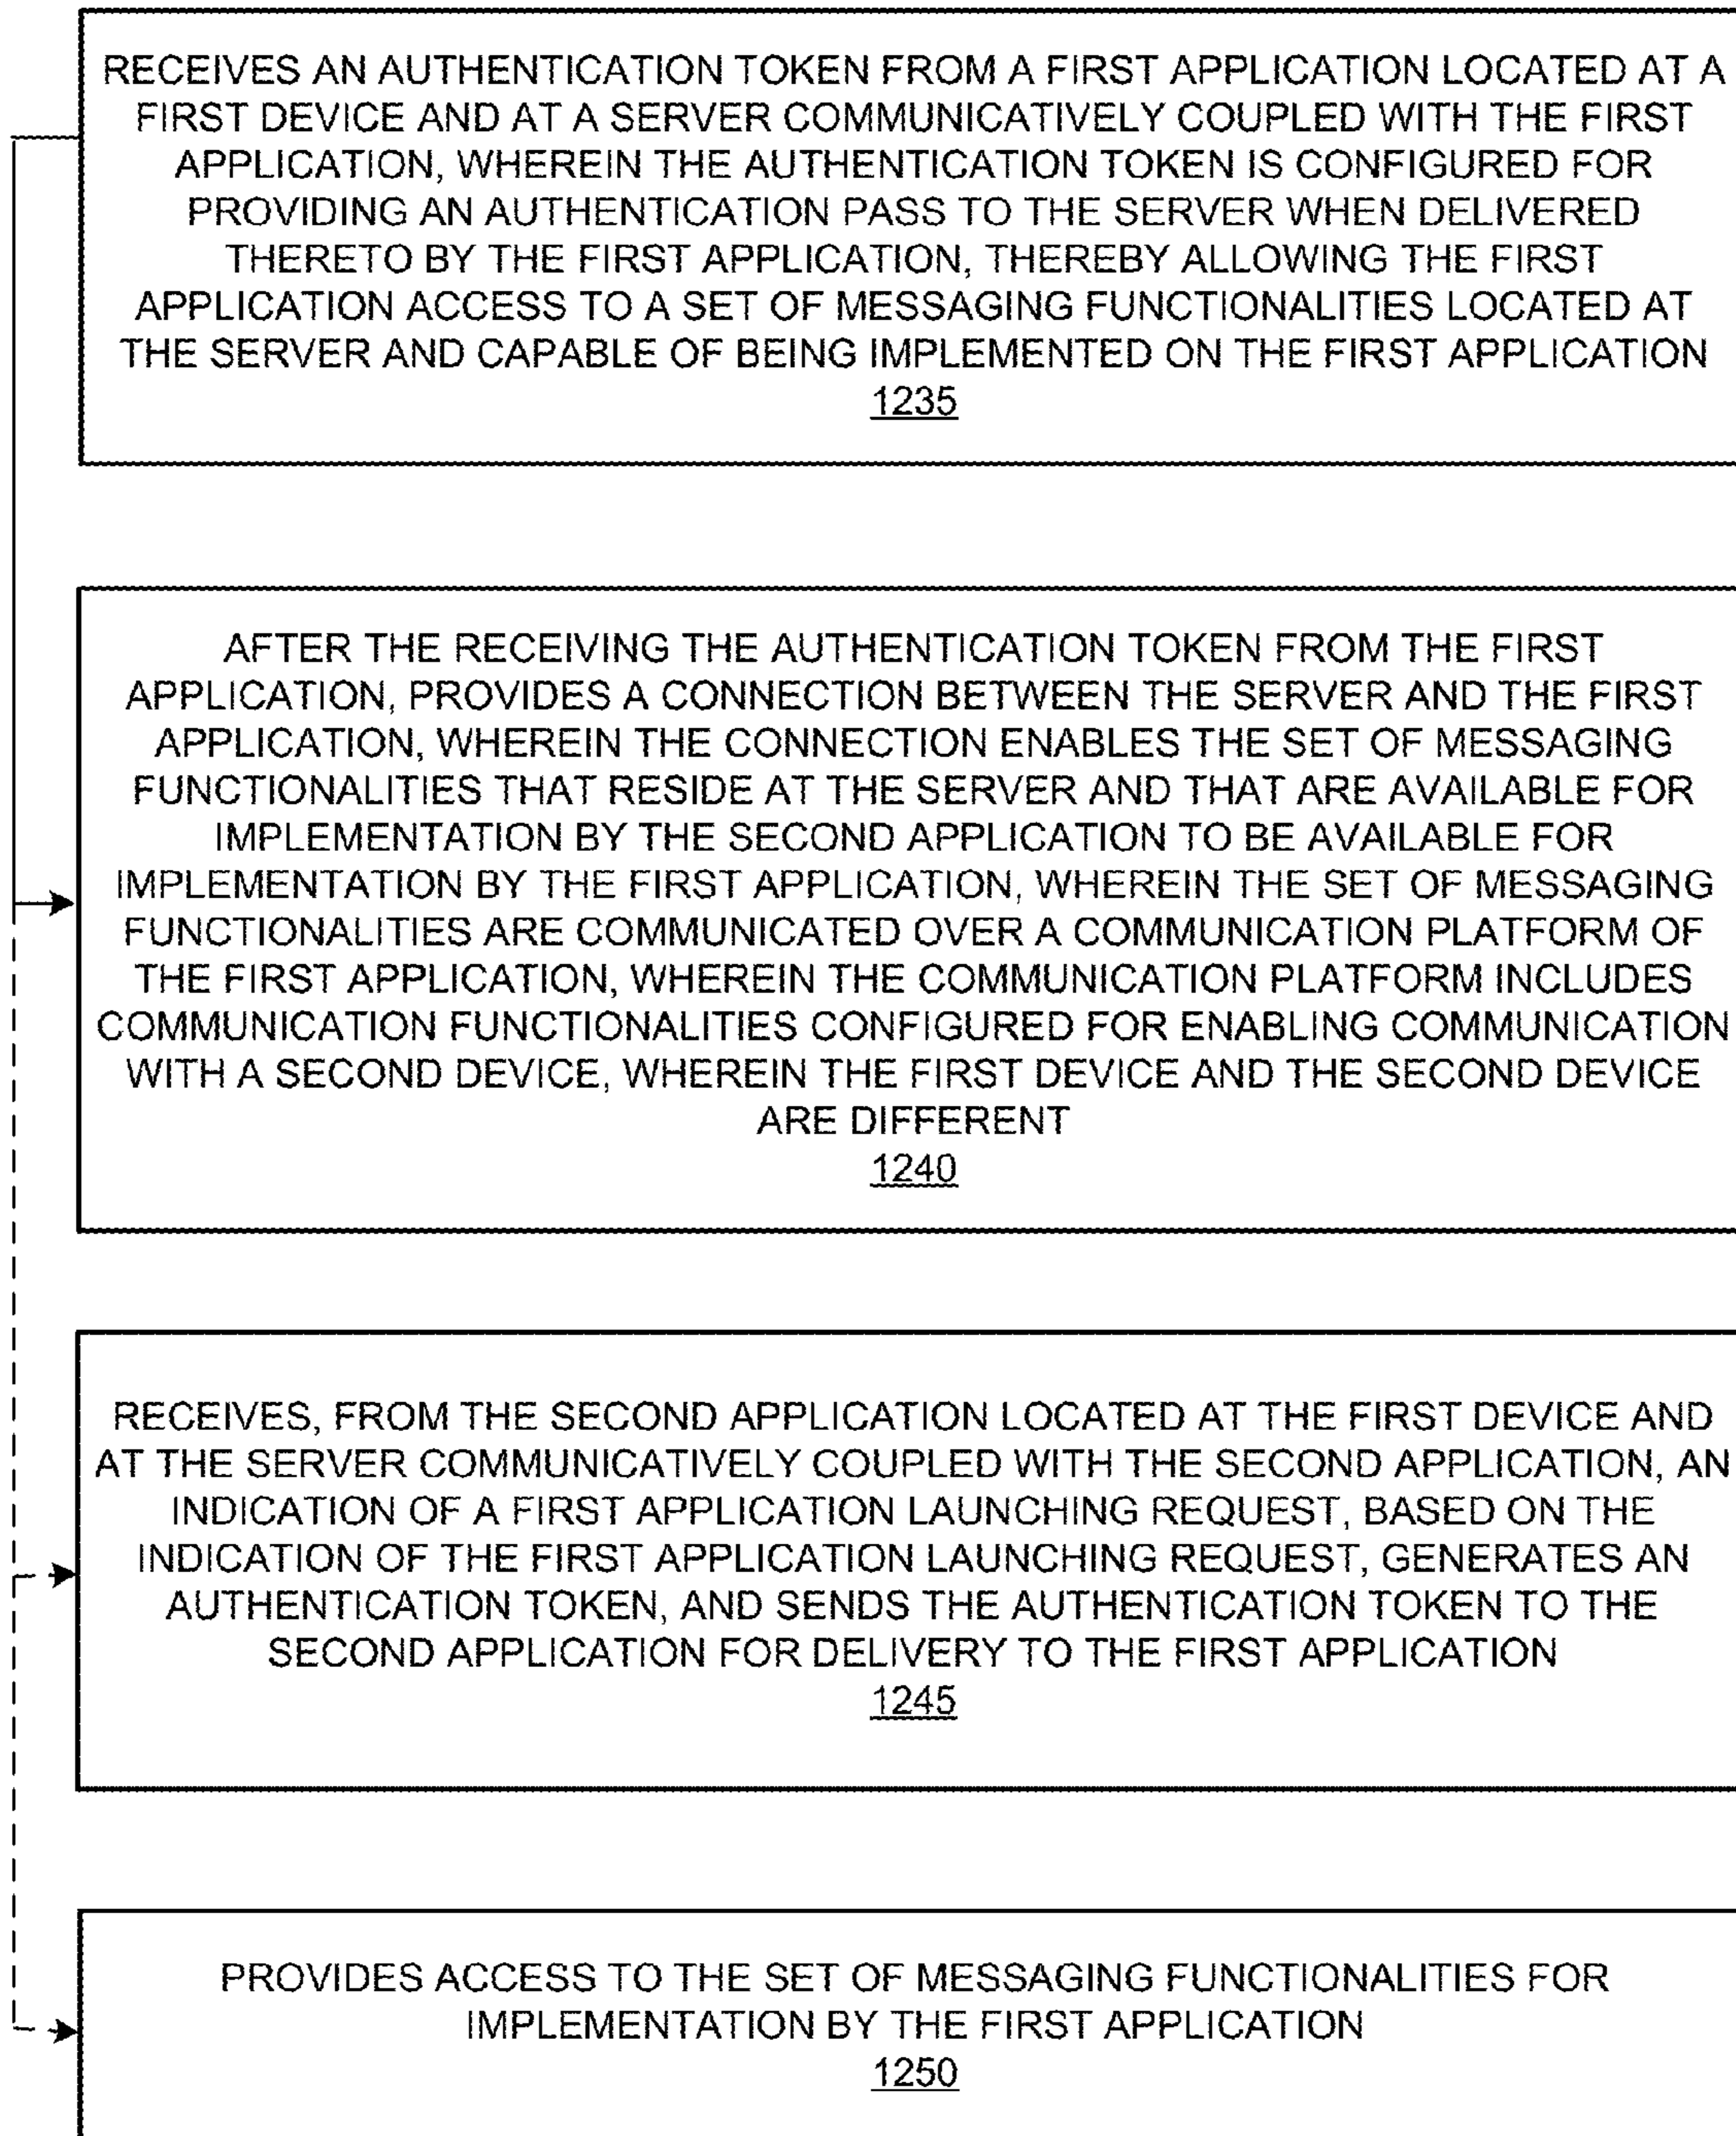 RECEIVES AN AUTHENTICATION TOKEN FROM A FIRST APPLICATION LOCATED AT A
FIRST DEVICE AND AT A SERVER COMMUNICATIVELY COUPLED WITH THE FIRST
APPLICATION, WHEREIN THE AUTHENTICATION TOKEN IS CONFIGURED FOR
PROVIDING AN AUTHENTICATION PASS TO THE SERVER WHEN DELIVERED
THERETO BY THE FIRST APPLICATION, THEREBY ALLOWING THE FIRST
APPLICATION ACCESS TO A SET OF MESSAGING FUNCTIONALITIES LOCATED AT
THE SERVER AND CAPABLE OF BEING IMPLEMENTED ON THE FIRST APPLICATION
1235
AFTER THE RECEIVING THE AUTHENTICATION TOKEN FROM THE FIRST
APPLICATION, PROVIDES A CONNECTION BETWEEN THE SERVER AND THE FIRST
APPLICATION, WHEREIN THE CONNECTION ENABLES THE SET OF MESSAGING
FUNCTIONALITIES THAT RESIDE AT THE SERVER AND THAT ARE AVAILABLE FOR
IMPLEMENTATION BY THE SECOND APPLICATION TO BE AVAILABLE FOR
IMPLEMENTATION BY THE FIRST APPLICATION, WHEREIN THE SET OF MESSAGING
FUNCTIONALITIES ARE COMMUNICATED OVER A COMMUNICATION PLATFORM OF
THE FIRST APPLICATION, WHEREIN THE COMMUNICATION PLATFORM INCLUDES
COMMUNICATION FUNCTIONALITIES CONFIGURED FOR ENABLING COMMUNICATION
WITH A SECOND DEVICE, WHEREIN THE FIRST DEVICE AND THE SECOND DEVICE
ARE DIFFERENT
1240
RECEIVES, FROM THE SECOND APPLICATION LOCATED AT THE FIRST DEVICE AND
AT THE SERVER COMMUNICATIVELY COUPLED WITH THE SECOND APPLICATION, AN
INDICATION OF A FIRST APPLICATION LAUNCHING REQUEST, BASED ON THE
INDICATION OF THE FIRST APPLICATION LAUNCHING REQUEST, GENERATES AN
AUTHENTICATION TOKEN, AND SENDS THE AUTHENTICATION TOKEN TO THE
SECOND APPLICATION FOR DELIVERY TO THE FIRST APPLICATION
1245
PROVIDES ACCESS TO THE SET OF MESSAGING FUNCTIONALITIES FOR
IMPLEMENTATION BY THE FIRST APPLICATION
1250